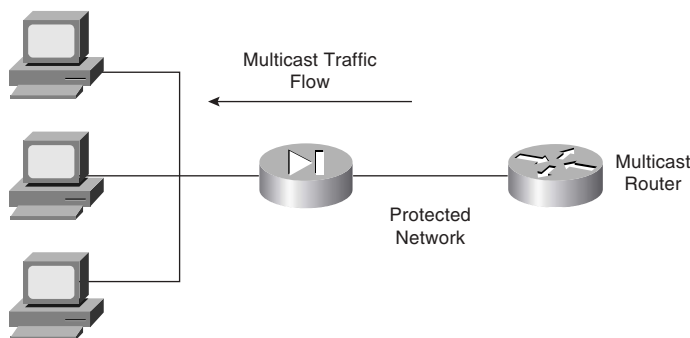 Multicast Traffic
Flow
Multicast
Router
Protected
Network